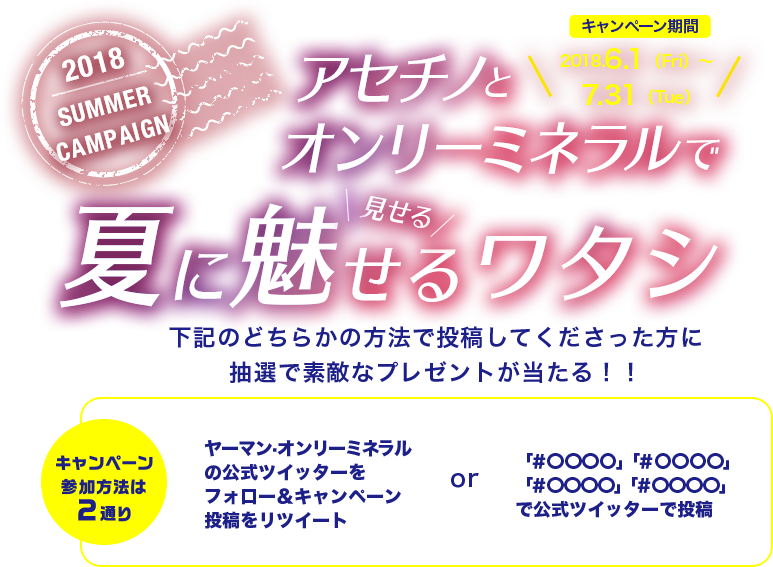 2018
SUMMER
CAMPAIGN
キャンペーン期間
2018.6.1（Fri）～
7.31（Tue）
アセチノと
オンリーミネラルで
見せる
夏に魅せるワタシ
下記のどちらかの方法で投稿してくださった方に
抽選で素敵なプレゼントが当たる！！
キャンペーン
参加方法は
2通り
ヤーマン・オンリーミネラル
の公式ツイッターを
フォロー＆キャンペーン
投稿をリツイート
or
「#〇〇〇〇」「#〇〇〇〇」
「#〇〇〇〇」「#〇〇〇〇」
で公式ツイッターで投稿